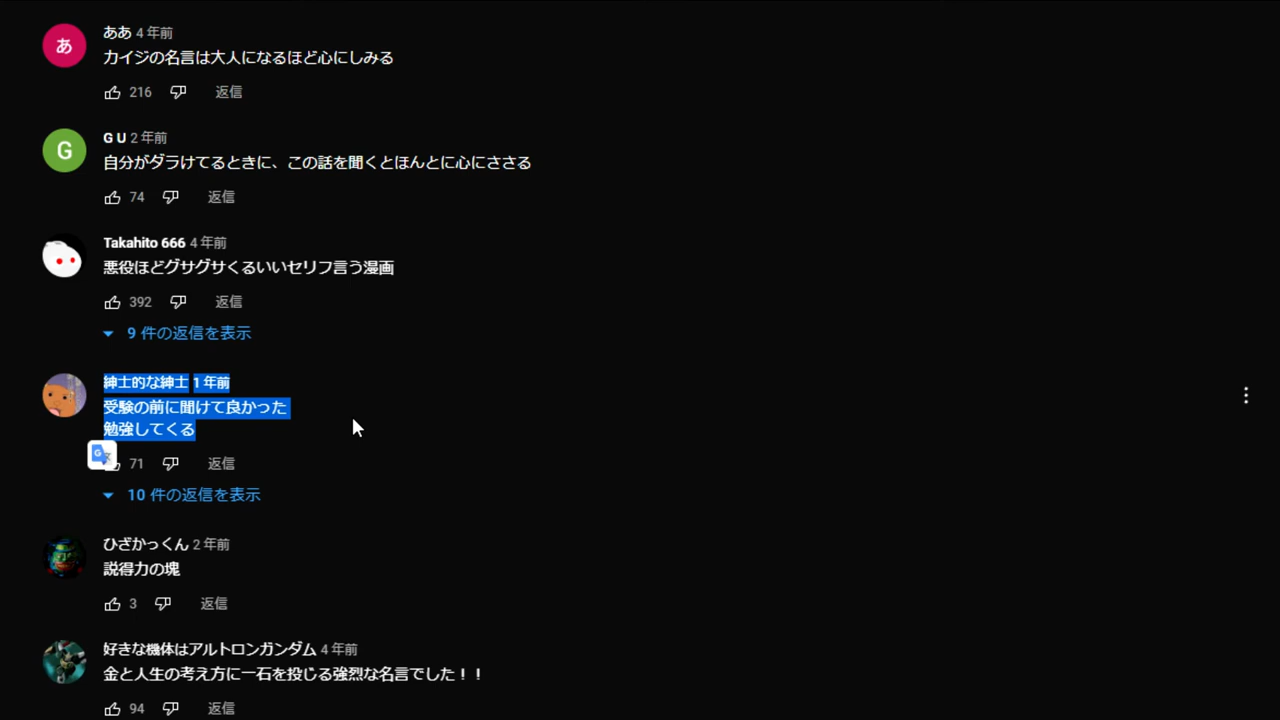 あ
ああ 4 年前
カイジの名言は大人になるほど心にしみる
216 返信
G
G U 2 年前
自分がダラけてるときに、この話を聞くとほんとに心にささる
74 返信
Takahito 666 4 年前
悪役ほどグサグサくるいいセリフ言う漫画
392 返信
9 件の返信を表示
紳士的な紳士 1 年前
受験の前に聞けて良かった
勉強してくる
G
71 返信
10 件の返信を表示
ひざかっくん 2 年前
説得力の塊
3 返信
好きな機体はアルトロンガンダム 4 年前
金と人生の考え方に一石を投じる強烈な名言でした！！
94 返信